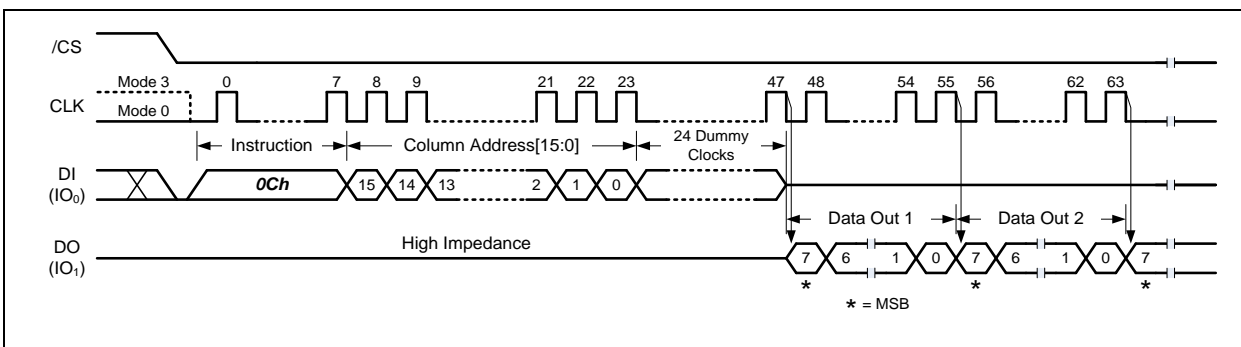 /CS
Mode 3 0 7 8 9 21 22 23 47 48 54 55 56 62 63
CLK
Mode 0
Instruction Column Address[15:0] 24 Dummy Clocks
DI (IO0) 0Ch 15 14 13 2 1 0
Data Out 1 Data Out 2
DO (IO1) High Impedance 7 6 1 0 7 6 1 0 7
* * *
* = MSB